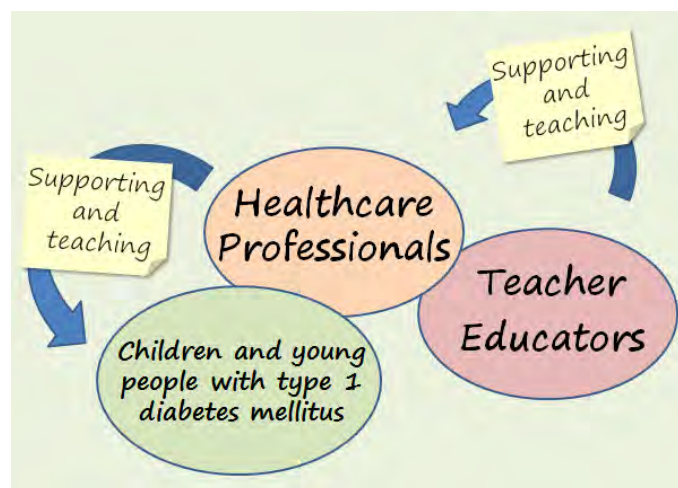 Supporting
and
teaching
Supporting
and
teaching
Healthcare
Professionals
Teacher
Educators
Children and young
people with type 1
diabetes mellitus